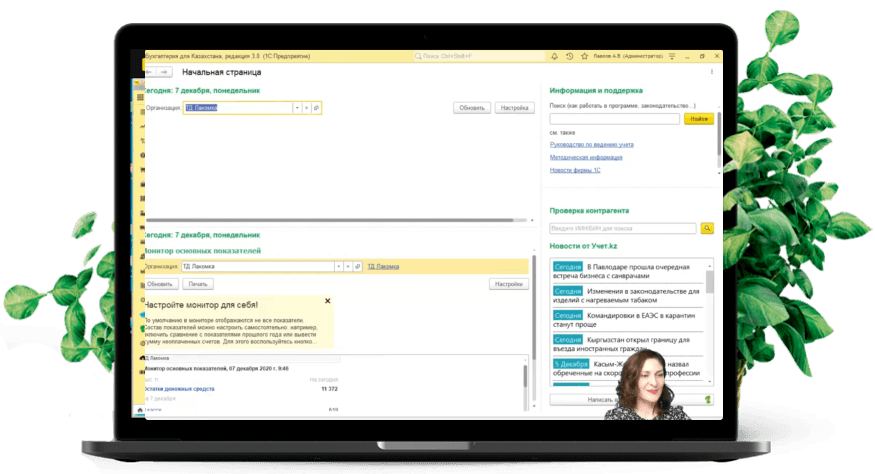 Бухгалтерия для Казахстана, редакция 3.0 (1С:Предприятие)
Поиск Ctrl+Shift+F
Павлов А.В. (Администратор)
Начальная страница
Сегодня: 7 декабря, понедельник
Организация:
ТД Лакомка
Обновить
Настройка
Сегодня: 7 декабря, понедельник
Монитор основных показателей
Организация:
ТД Лакомка
ТД Лакомка
Обновить
Печать
Настройки
Настройте монитор для себя!
По умолчанию в мониторе отображаются не все показатели.
Состав показателей можно настроить самостоятельно, например,
включить сравнение с показателями прошлого года или вывести
сумму неоплаченных счетов. Для этого воспользуйтесь кнопко...
ТД Лакомка
Монитор основных показателей, 07 декабря 2020 г. 9:46
На сегодня
Остатки денежных средств
11 372
на 7 декабря
Информация и поддержка
Поиск (как работать в программе, законодательство...)
Найти
см. также
Руководство по ведению учета
Методическая информация
Новости фирмы 1С
Проверка контрагента
Введите ИИН/БИН для поиска
Новости от Учет.kz
Сегодня В Павлодаре прошла очередная
встреча бизнеса с санврачами
Сегодня Изменения в законодательстве для
изделий с нагреваемым табаком
Сегодня Командировки в ЕАЭС в карантин
станут проще
Сегодня Кыргызстан открыл границу для
въезда иностранных граждан
5 Декабря Касым-Ж назвал
обреченные на скоро профессии
Написать